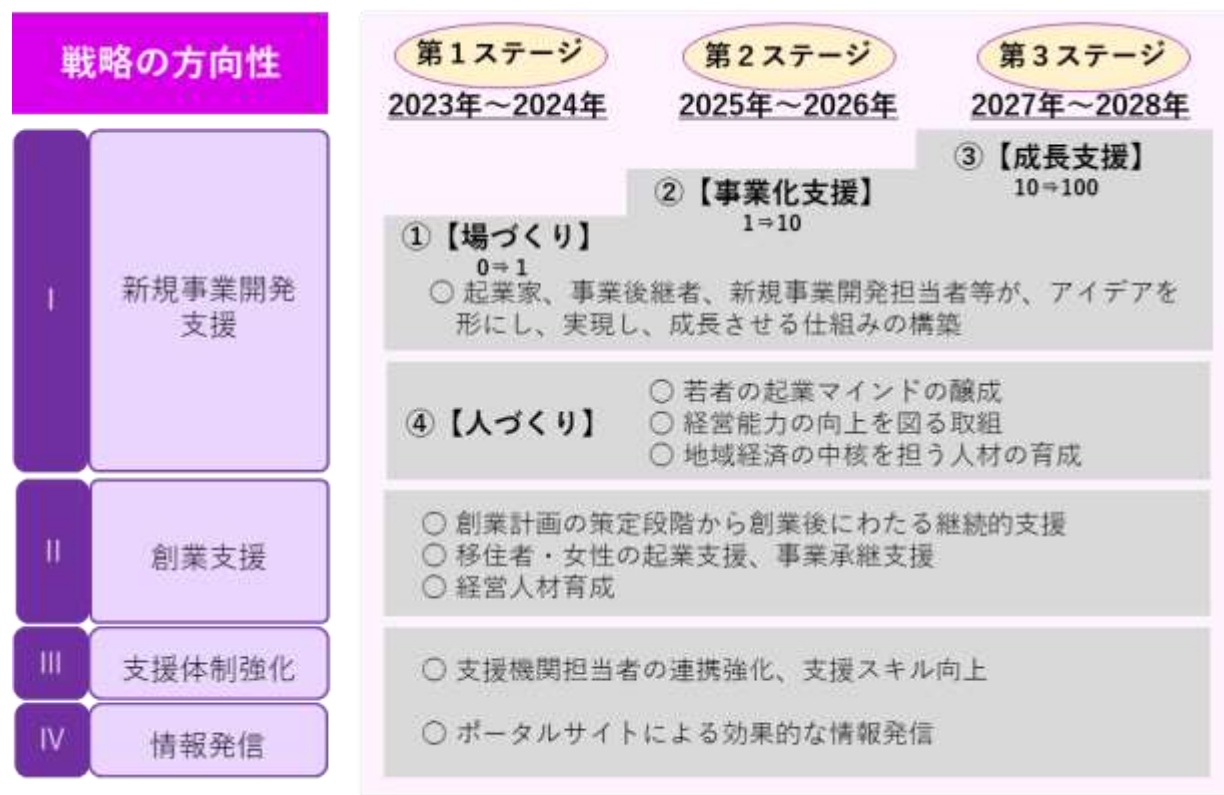 戦略の方向性
第1ステージ
第2ステージ
第3ステージ
2023年～2024年
2025年～2026年
2027年～2028年
Ⅰ
新規事業開発
支援
①【場づくり】
0⇒1
②【事業化支援】
1⇒10
③【成長支援】
10⇒100
○ 起業家、事業後継者、新規事業開発担当者等が、アイデアを
形にし、実現し、成長させる仕組みの構築
④【人づくり】
○ 若者の起業マインドの醸成
○ 経営能力の向上を図る取組
○ 地域経済の中核を担う人材の育成
Ⅱ
創業支援
○ 創業計画の策定段階から創業後にわたる継続的支援
○ 移住者・女性の起業支援、事業承継支援
○ 経営人材育成
Ⅲ
支援体制強化
○ 支援機関担当者の連携強化、支援スキル向上
Ⅳ
情報発信
○ ポータルサイトによる効果的な情報発信